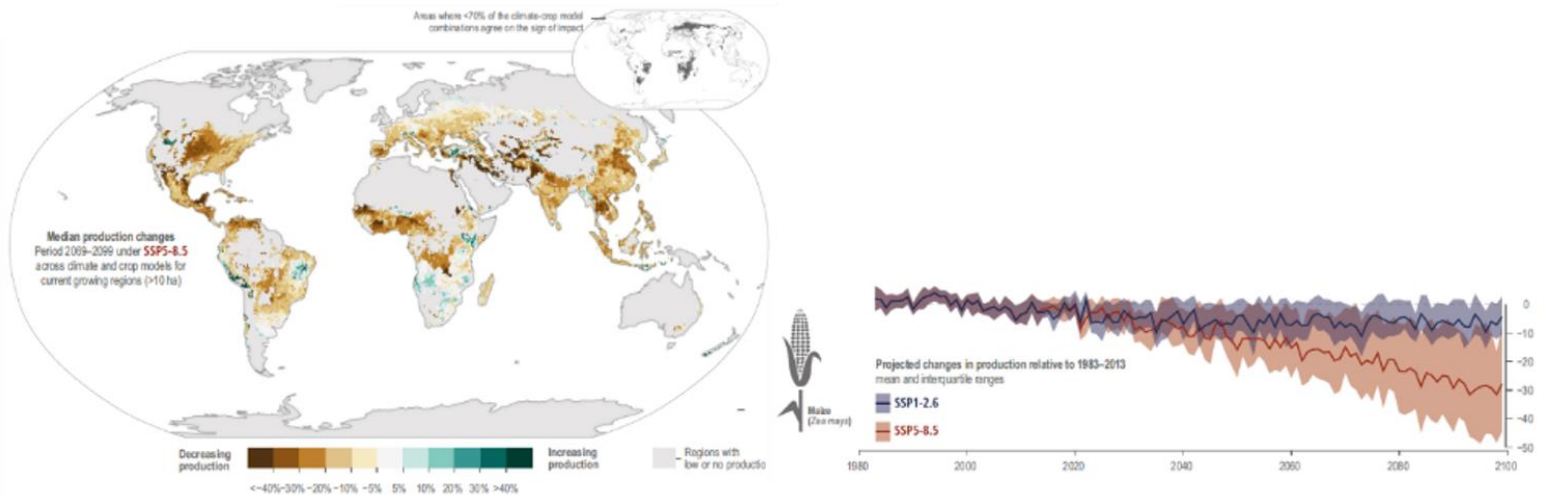 Areas where <70% of the climate-crop model
combinations agree on the sign of impact
Median production changes
Period 2069–2099 under SSP5-8.5
across climate and crop models for
current growing regions (>10 ha)
Decreasing
production
<−40%−30% −20% −10% −5% 5% 10% 20% 30% >40%
Increasing
production
Regions with
low or no productio
Maize
(Zea mays)
Projected changes in production relative to 1983–2013
mean and interquartile ranges
SSP1-2.6
SSP5-8.5
0
−10
−20
−30
−40
−50
1980 2000 2020 2040 2060 2080 2100